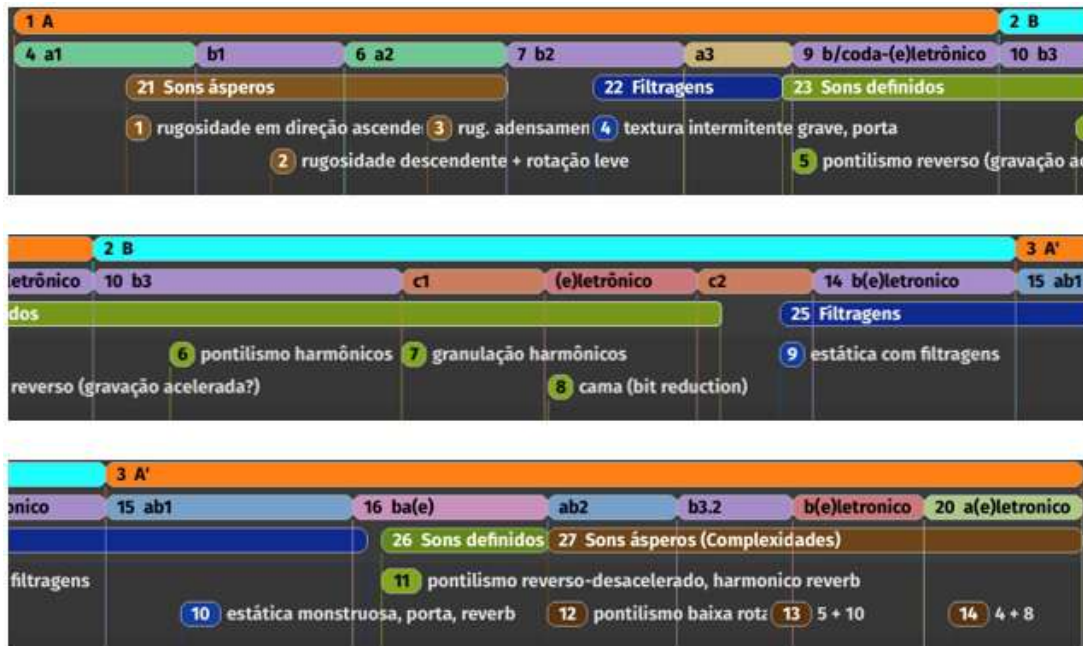 1 A 2 B
4 a1 b1 6 a2 7 b2 a3 9 b/coda-(e)letrônico 10 b3
21 Sons ásperos 22 Filtragens 23 Sons definidos
1 rugosidade em direção ascende 3 rug. adensamen 4 textura intermitente grave, porta
2 rugosidade descendente + rotação leve 5 pontilismo reverso (gravação ac
2 B 3 A'
letrônico 10 b3 c1 (e)letrônico c2 14 b(e)letronico 15 ab1
dos 25 Filtragens
6 pontilismo harmônicos 7 granulação harmônicos 9 estática com filtragens
reverso (gravação acelerada?) 8 cama (bit reduction)
3 A'
onico 15 ab1 16 ba(e) ab2 b3.2 b(e)letronico 20 a(e)letronico
26 Sons definidos 27 Sons ásperos (Complexidades)
filtragens 11 pontilismo reverso-desacelerado, harmonico reverb
10 estática monstruosa, porta, reverb 12 pontilismo baixa rota 13 5 + 10 14 4 + 8